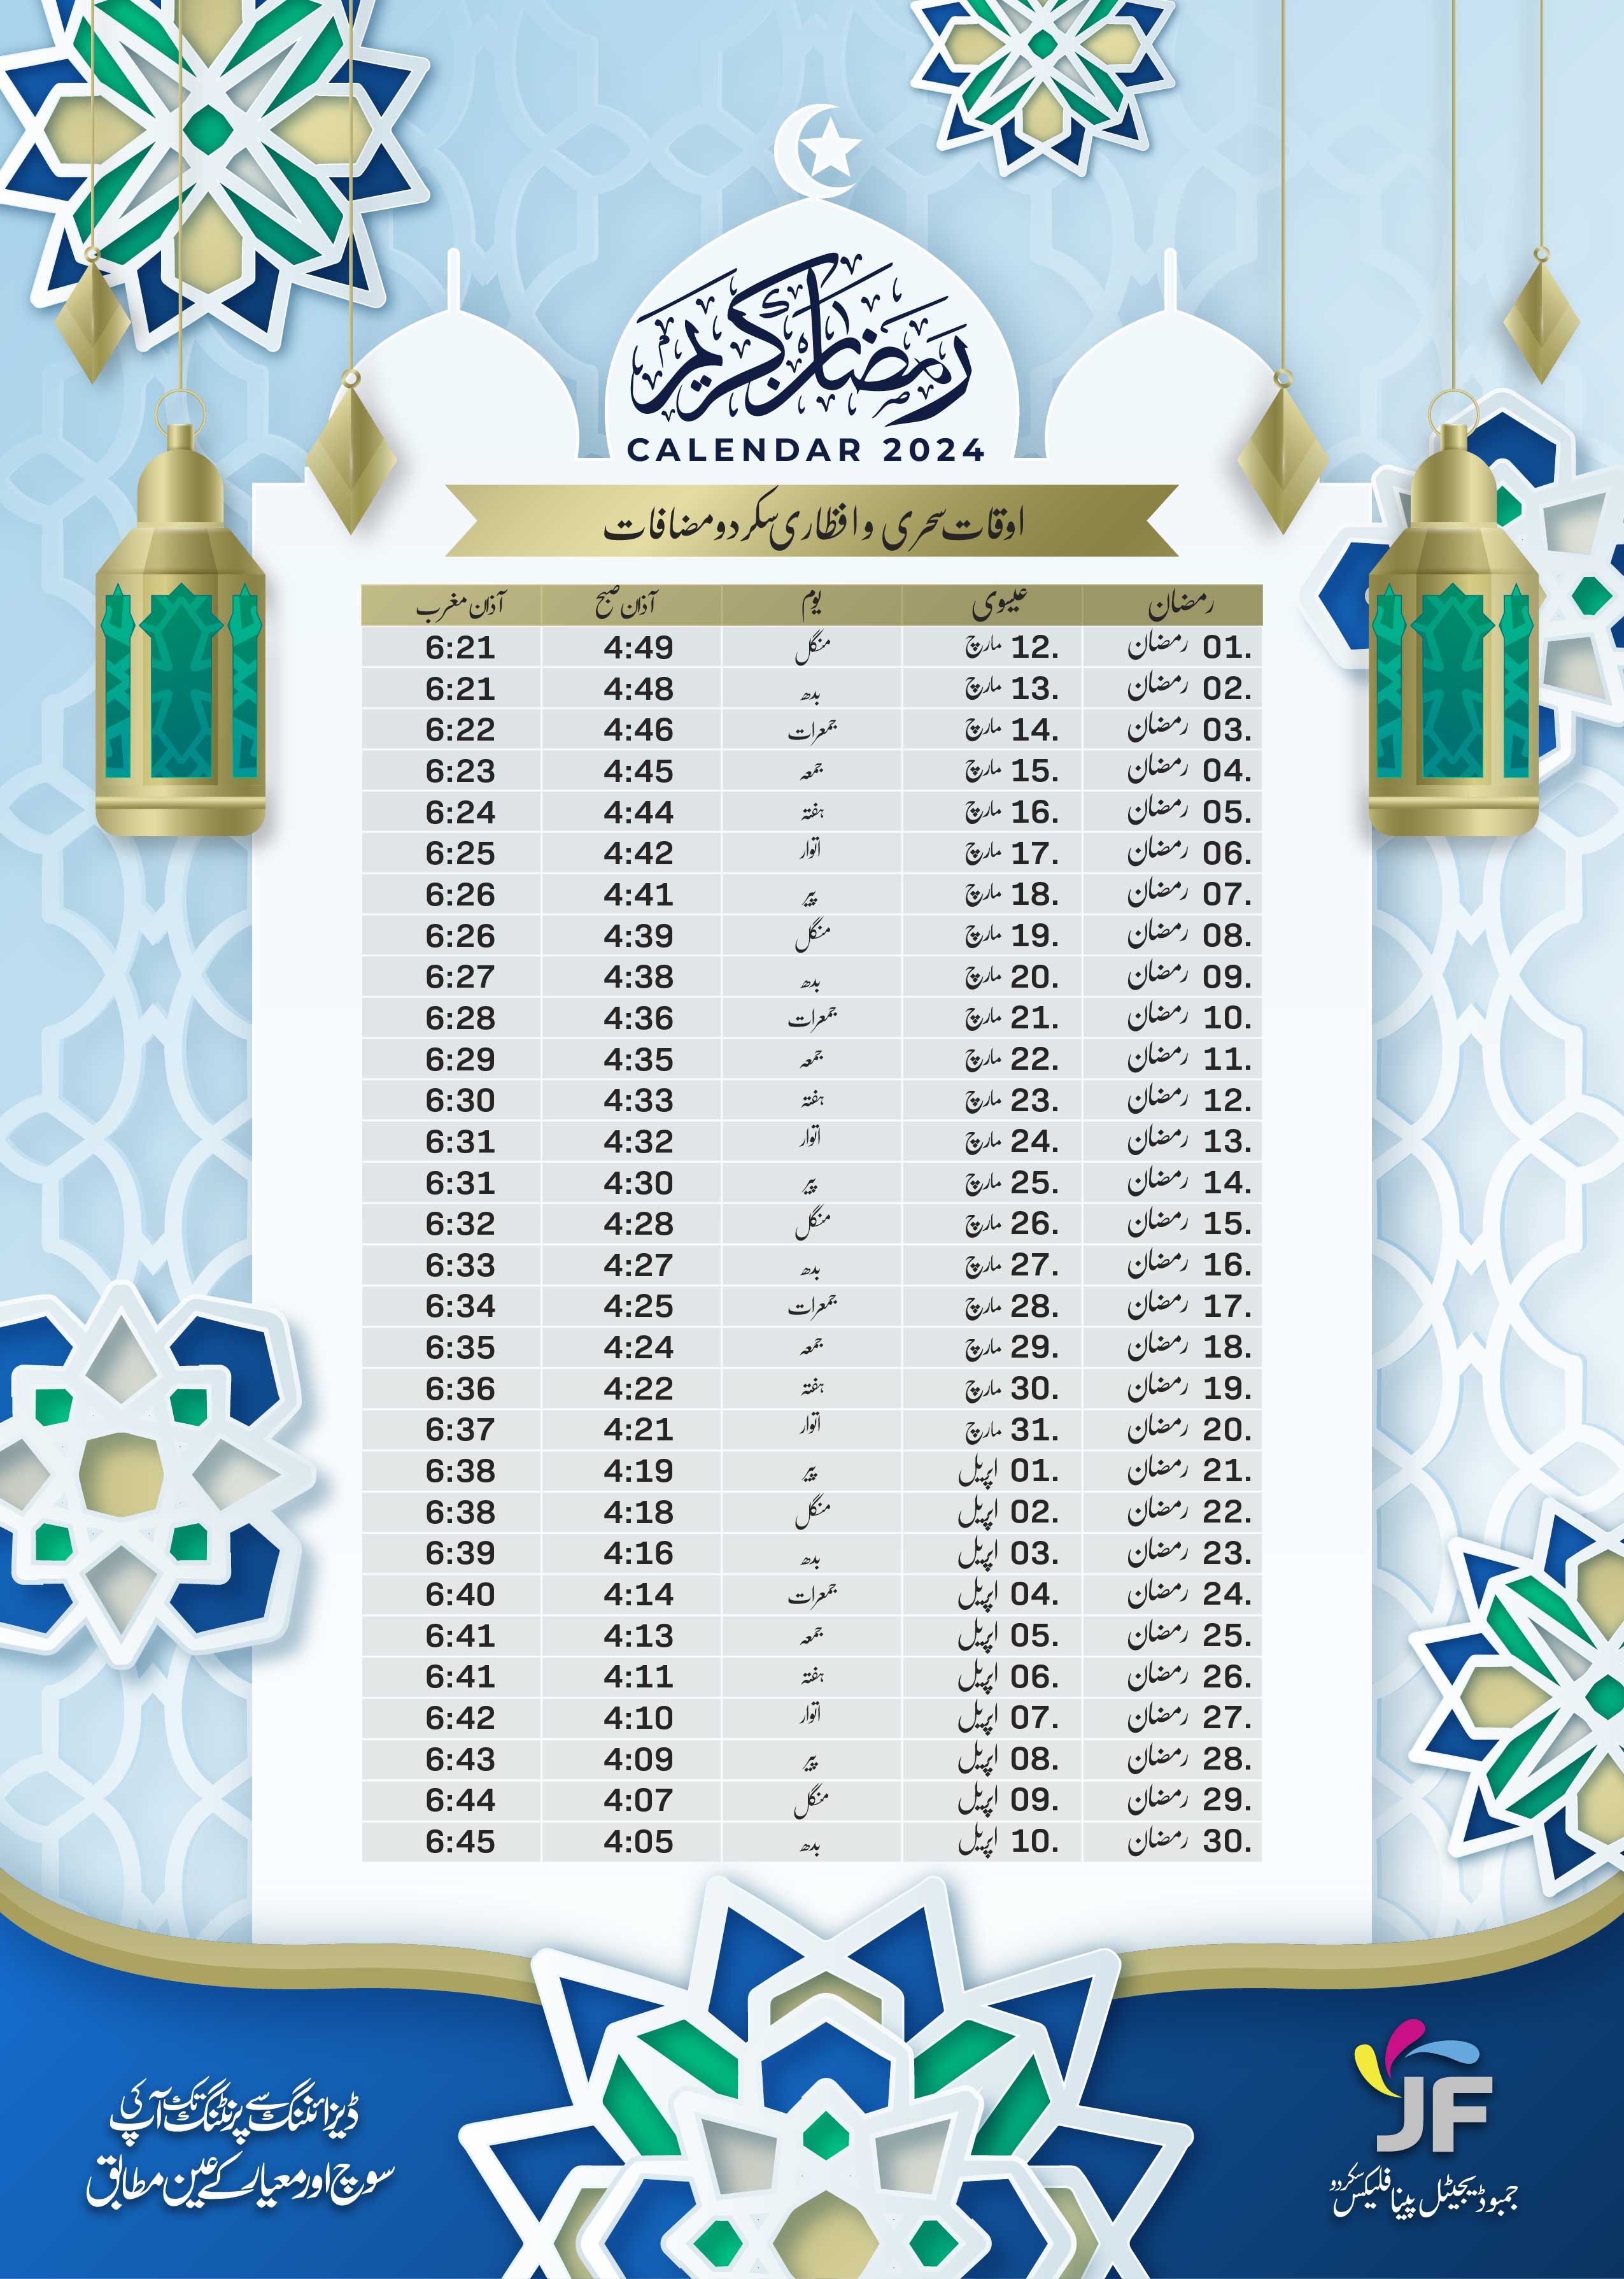 رمضان کریم
CALENDAR 2024
اوقات سحری و افطاری سکردو مضافات
رمضان عیسوی یوم آذان صبح آذان مغرب
01. رمضان 12. مارچ منگل 4:49 6:21
02. رمضان 13. مارچ بدھ 4:48 6:21
03. رمضان 14. مارچ جمعرات 4:46 6:22
04. رمضان 15. مارچ جمعہ 4:45 6:23
05. رمضان 16. مارچ ہفتہ 4:44 6:24
06. رمضان 17. مارچ اتوار 4:42 6:25
07. رمضان 18. مارچ پیر 4:41 6:26
08. رمضان 19. مارچ منگل 4:39 6:26
09. رمضان 20. مارچ بدھ 4:38 6:27
10. رمضان 21. مارچ جمعرات 4:36 6:28
11. رمضان 22. مارچ جمعہ 4:35 6:29
12. رمضان 23. مارچ ہفتہ 4:33 6:30
13. رمضان 24. مارچ اتوار 4:32 6:31
14. رمضان 25. مارچ پیر 4:30 6:31
15. رمضان 26. مارچ منگل 4:28 6:32
16. رمضان 27. مارچ بدھ 4:27 6:33
17. رمضان 28. مارچ جمعرات 4:25 6:34
18. رمضان 29. مارچ جمعہ 4:24 6:35
19. رمضان 30. مارچ ہفتہ 4:22 6:36
20. رمضان 31. مارچ اتوار 4:21 6:37
21. رمضان 01. اپریل پیر 4:19 6:38
22. رمضان 02. اپریل منگل 4:18 6:38
23. رمضان 03. اپریل بدھ 4:16 6:39
24. رمضان 04. اپریل جمعرات 4:14 6:40
25. رمضان 05. اپریل جمعہ 4:13 6:41
26. رمضان 06. اپریل ہفتہ 4:11 6:41
27. رمضان 07. اپریل اتوار 4:10 6:42
28. رمضان 08. اپریل پیر 4:09 6:43
29. رمضان 09. اپریل منگل 4:07 6:44
30. رمضان 10. اپریل بدھ 4:05 6:45
JF
جمبو ڈیجیٹل پینا فلیکس سکردو
ڈیزائننگ سے پرنٹنگ تک آپ کی
سوچ اور معیار کے عین مطابق